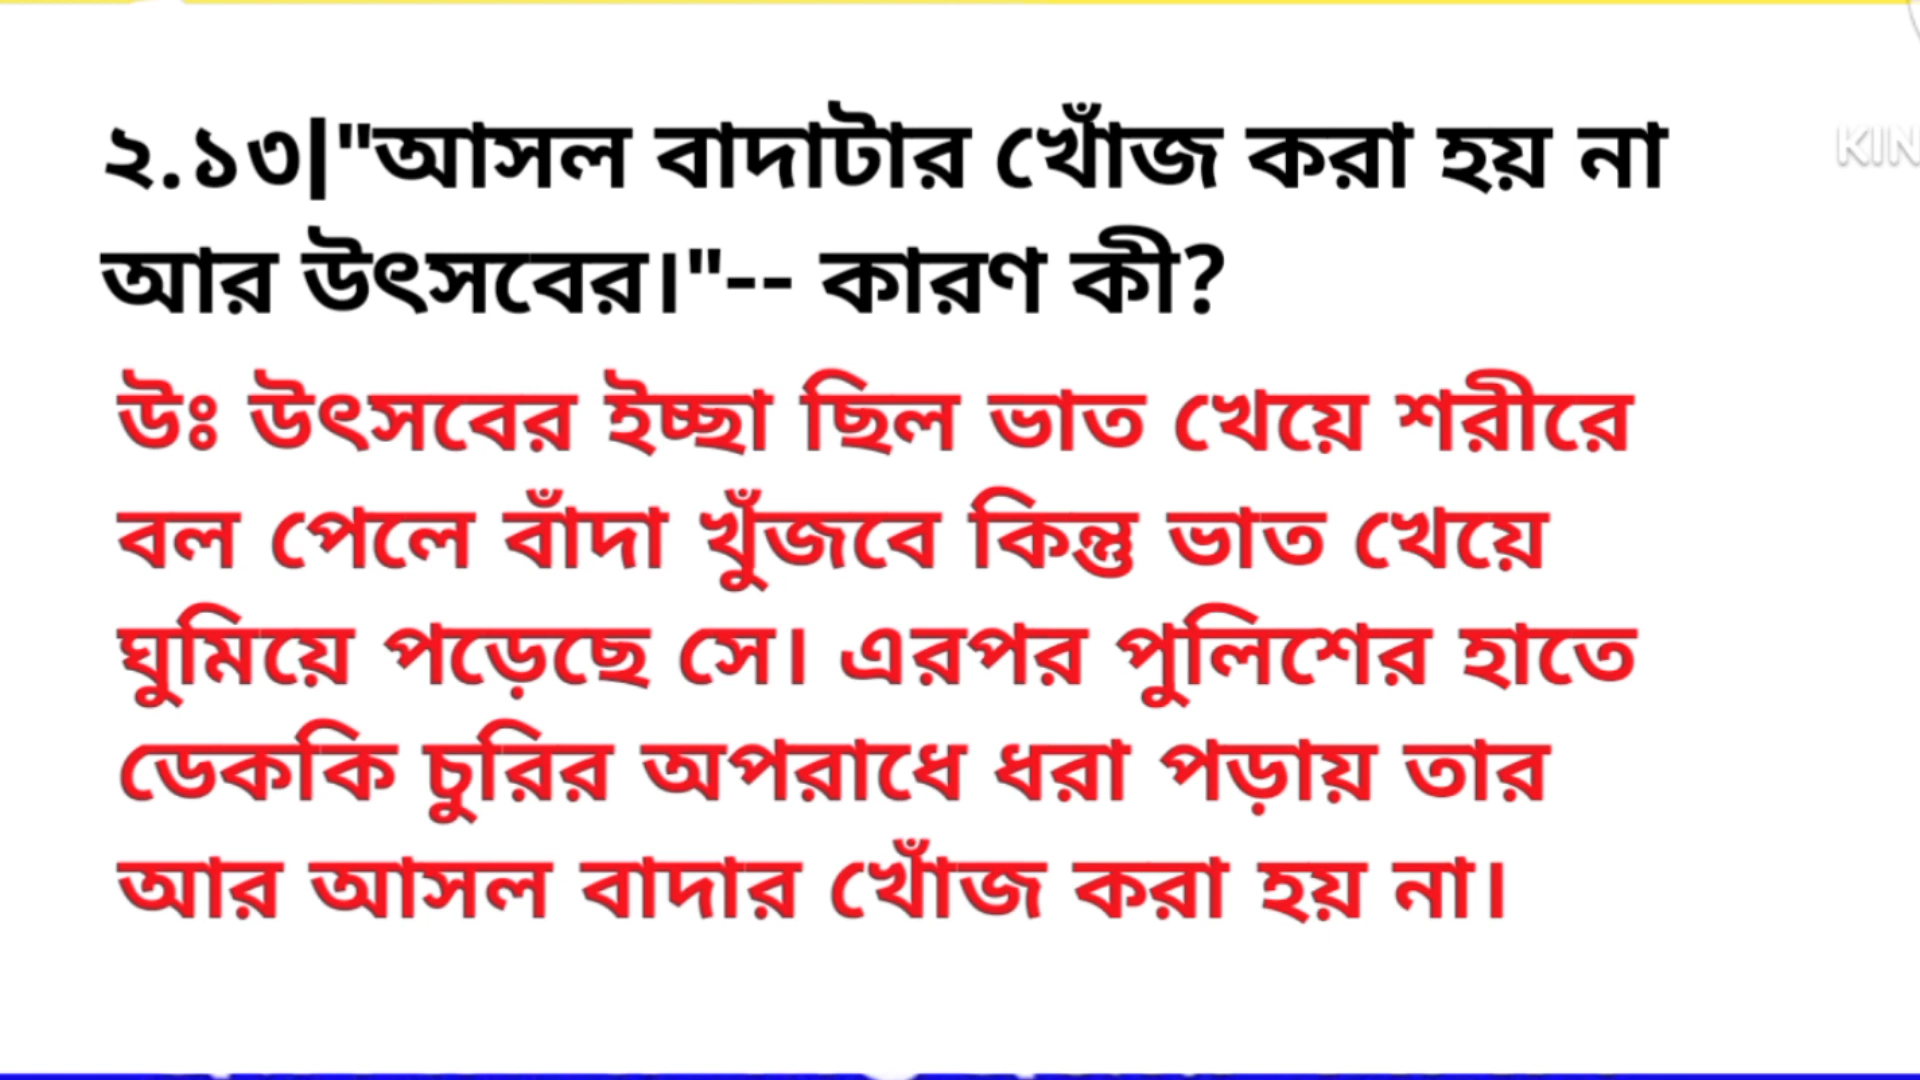 ২.১৩|"আসল বাদাটার খোঁজ করা হয় না
KIN
আর উৎসবের।"-- কারণ কী?
উঃ উৎসবের ইচ্ছা ছিল ভাত খেয়ে শরীরে
বল পেলে বাঁদা খুঁজবে কিন্তু ভাত খেয়ে
ঘুমিয়ে পড়েছে সে। এরপর পুলিশের হাতে
ডেককি চুরির অপরাধে ধরা পড়ায় তার
আর আসল বাদার খোঁজ করা হয় না।